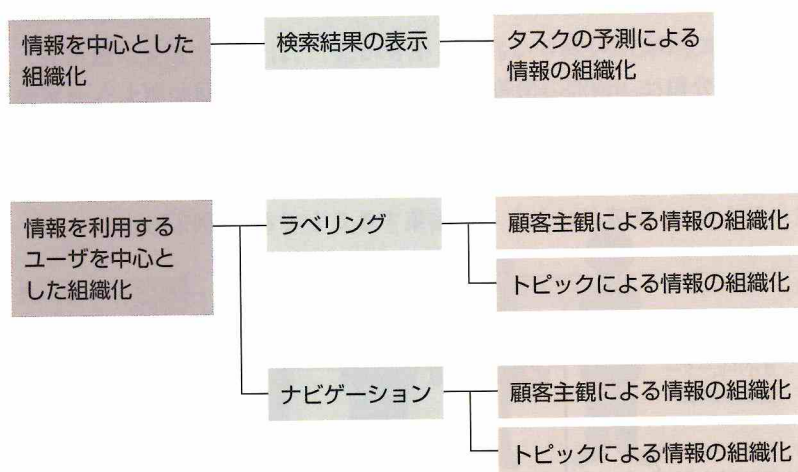 情報を中心とした
組織化
検索結果の表示
タスクの予測による
情報の組織化
情報を利用する
ユーザを中心と
した組織化
ラベリング
顧客主観による情報の組織化
トピックによる情報の組織化
ナビゲーション
顧客主観による情報の組織化
トピックによる情報の組織化